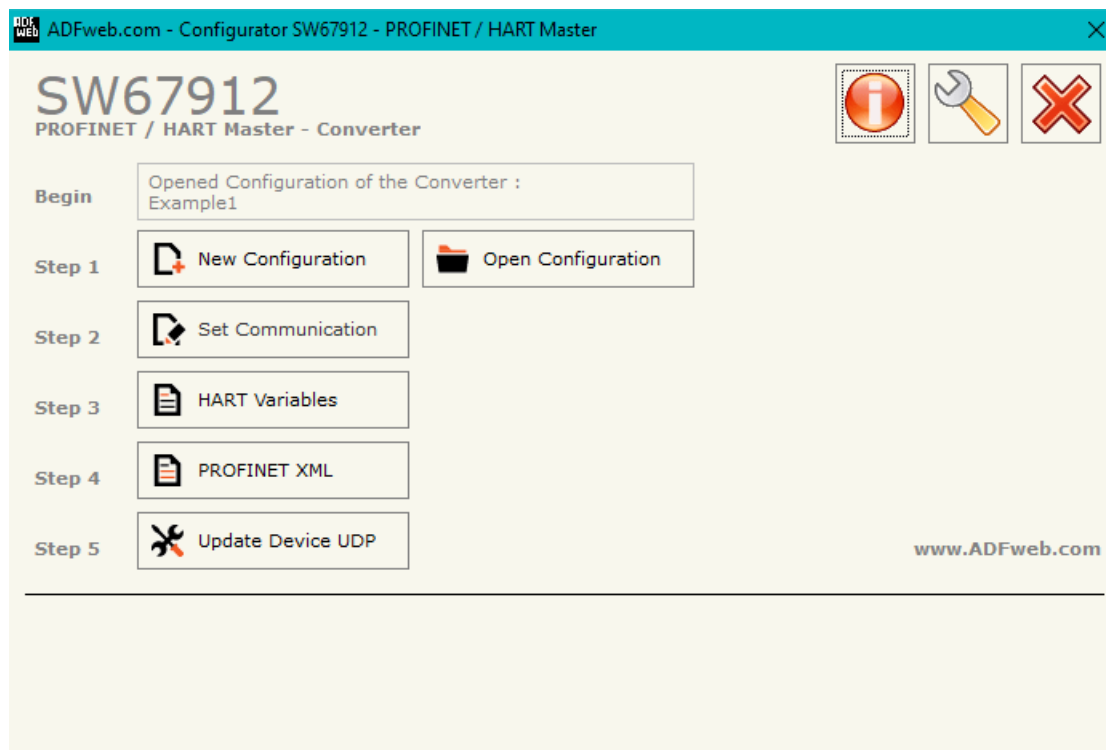 ADF
WEB
ADFweb.com - Configurator SW67912 - PROFINET / HART Master
SW67912
PROFINET / HART Master - Converter
Begin
Opened Configuration of the Converter :
Example1
Step 1
New Configuration
Open Configuration
Step 2
Set Communication
Step 3
HART Variables
Step 4
PROFINET XML
Step 5
Update Device UDP
www.ADFweb.com